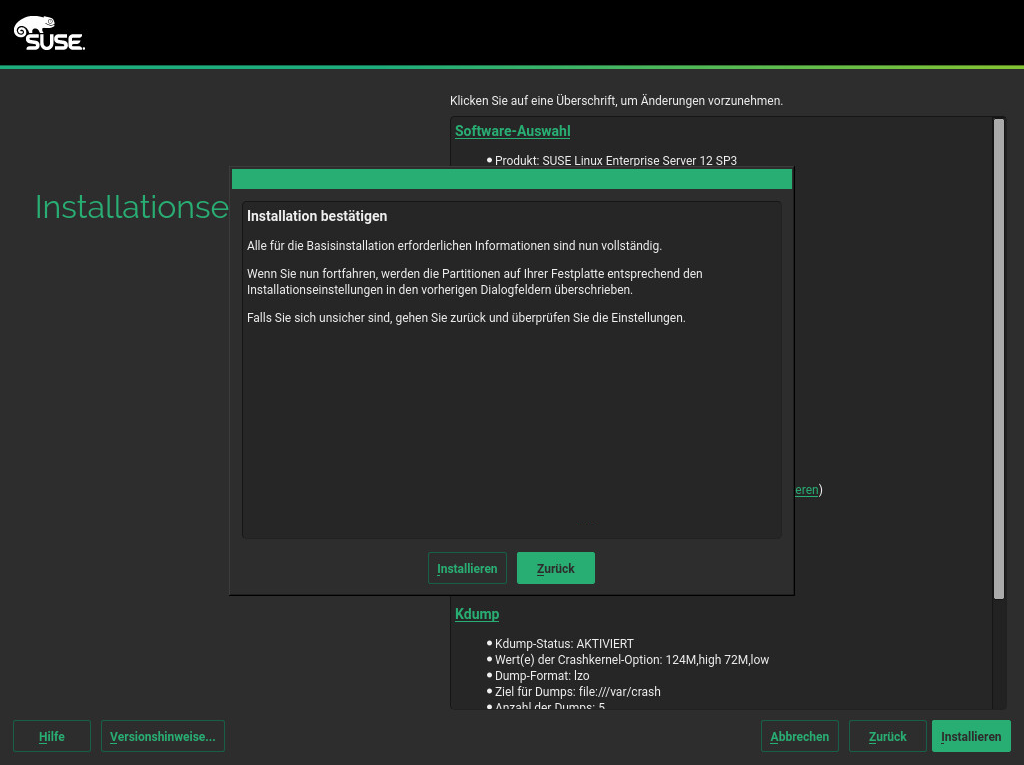 SUSE.
Klicken Sie auf eine Überschrift, um Änderungen vorzunehmen.
Software-Auswahl
Produkt: SUSE Linux Enterprise Server 12 SP3
Installationse
Installation bestätigen
Alle für die Basisinstallation erforderlichen Informationen sind nun vollständig.
Wenn Sie nun fortfahren, werden die Partitionen auf Ihrer Festplatte entsprechend den
Installationseinstellungen in den vorherigen Dialogfeldern überschrieben.
Falls Sie sich unsicher sind, gehen Sie zurück und überprüfen Sie die Einstellungen.
eren)
Installieren Zurück
Kdump
Kdump-Status: AKTIVIERT
Wert(e) der Crashkernel-Option: 124M,high 72M,low
Dump-Format: lzo
Ziel für Dumps: file:///var/crash
Anzahl der Dumps: 5
Hilfe Versionshinweise... Abbrechen Zurück Installieren